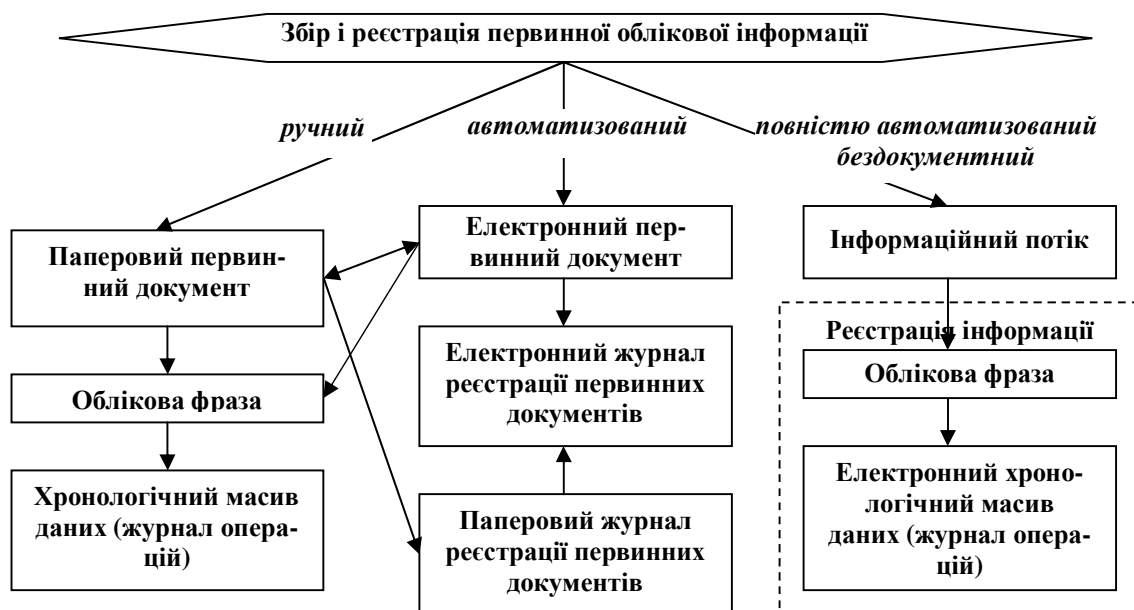 Збір і реєстрація первинної облікової інформації
ручний
автоматизований
повністю автоматизований
бездокументний
Паперовий первин-
ний документ
Облікова фраза
Хронологічний масив
даних (журнал опера-
цій)
Електронний пер-
винний документ
Електронний журнал
реєстрації первинних
документів
Паперовий журнал
реєстрації первинних
документів
Інформаційний потік
Реєстрація інформації
Облікова фраза
Електронний хроно-
логічний масив
даних (журнал опера-
цій)